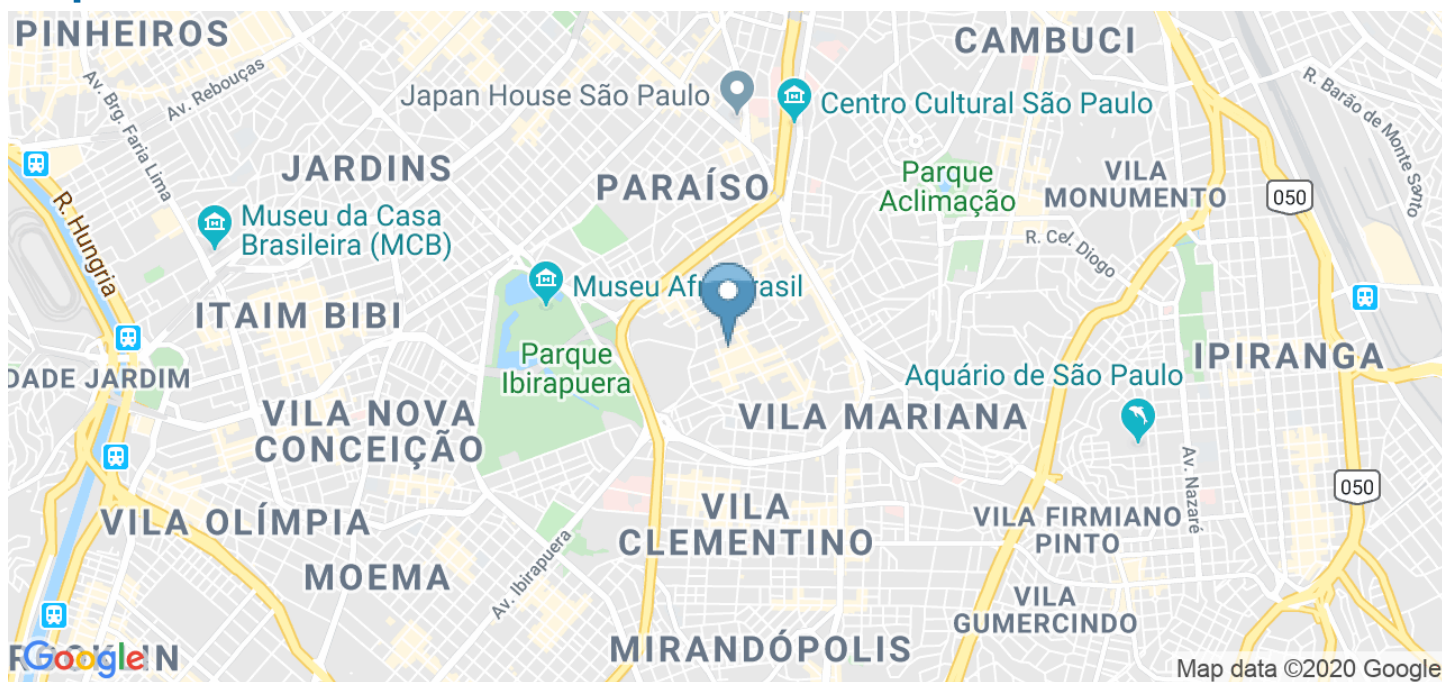 PINHEIROS
CAMBUCI
Av. Rebouças
Av. Brg. Faria Lima
Japan House São Paulo
Centro Cultural São Paulo
R. Barão de Monte Santo
JARDINS
PARAÍSO
Parque
Aclimação
VILA
MONUMENTO
050
R. Hungria
Museu da Casa
Brasileira (MCB)
R. Cel. Diogo
Museu Af
rasil
ITAIM BIBI
Parque
Ibirapuera
IPIRANGA
DADE JARDIM
Aquário de São Paulo
VILA NOVA
CONCEIÇÃO
VILA MARIANA
Av. Nazaré
050
VILA OLÍMPIA
VILA
CLEMENTINO
VILA FIRMIANO
PINTO
MOEMA
Av. Ibirapuera
VILA
GUMERCINDO
MIRANDÓPOLIS
Google
Map data ©2020 Google